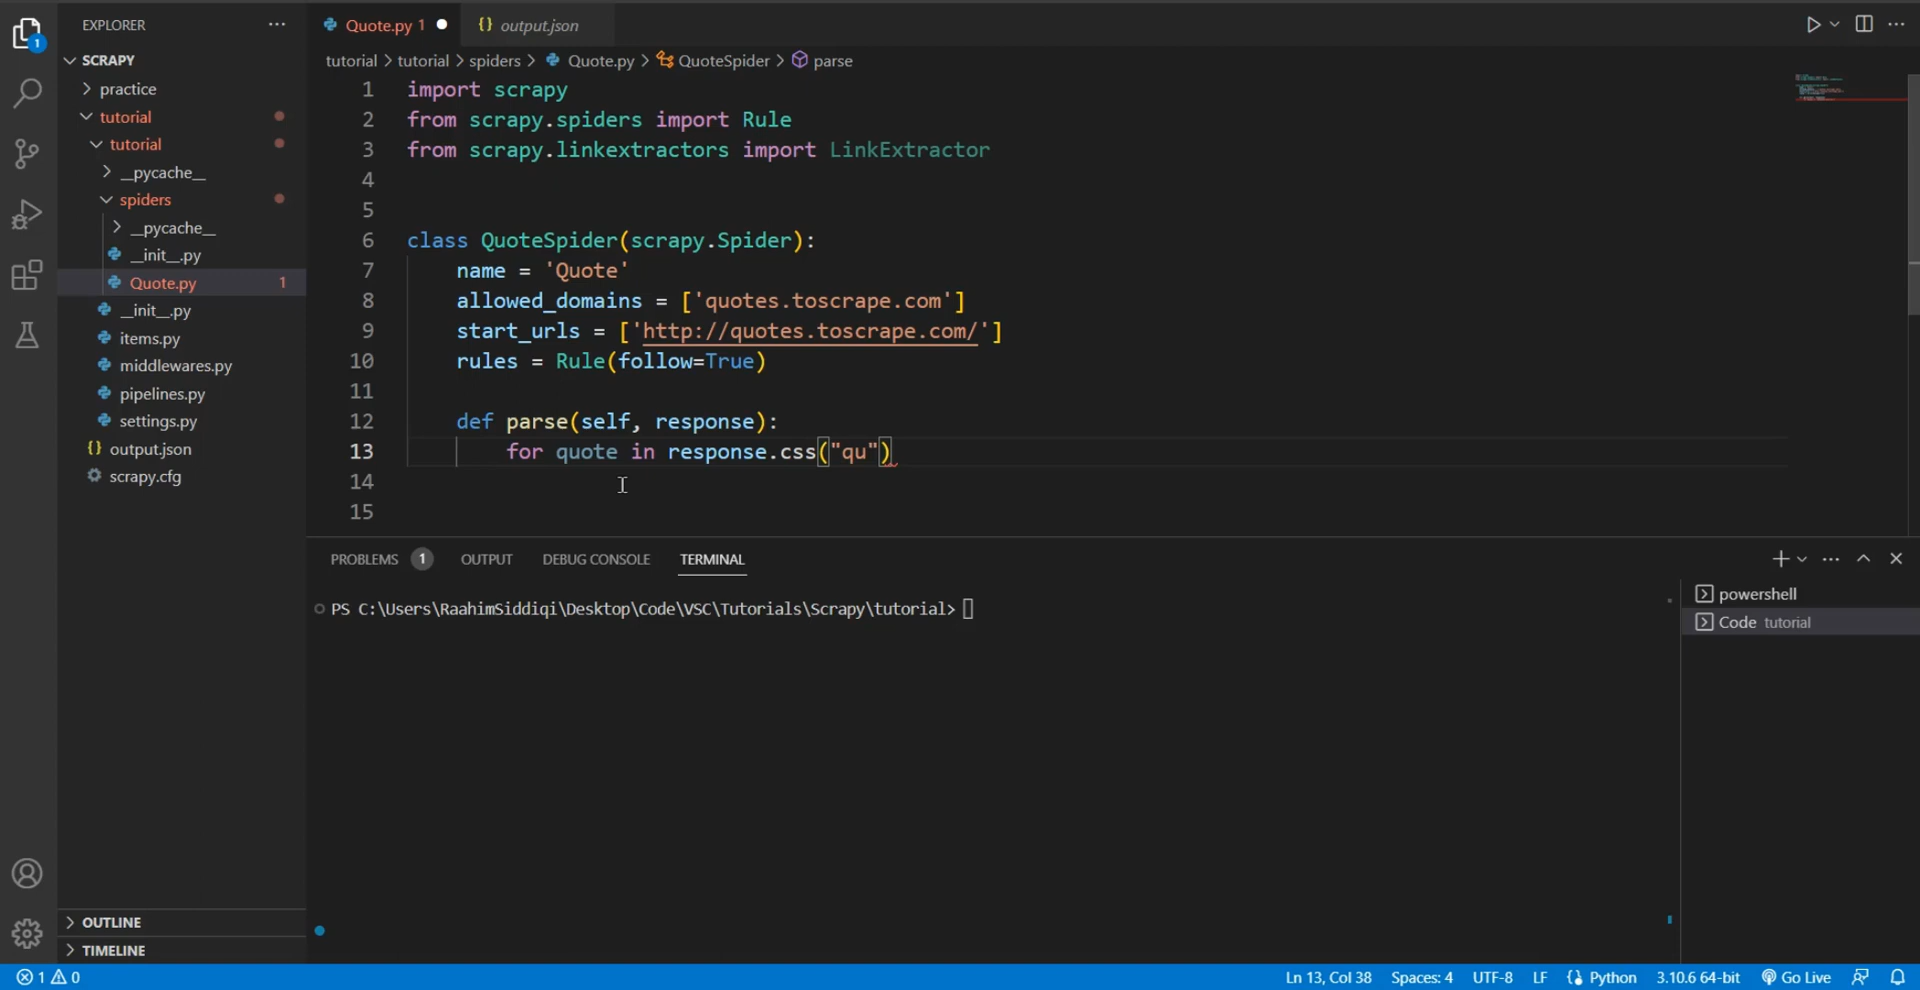 EXPLORER
SCRAPY
practice
tutorial
tutorial
__pycache__
spiders
__pycache__
__init__.py
Quote.py 1
__init__.py
items.py
middlewares.py
pipelines.py
settings.py
output.json
scrapy.cfg
OUTLINE
TIMELINE
1
Quote.py 1
{} output.json
tutorial > tutorial > spiders > Quote.py > QuoteSpider > parse
1 import scrapy
2 from scrapy.spiders import Rule
3 from scrapy.linkextractors import LinkExtractor
4
5
6 class QuoteSpider(scrapy.Spider):
7 name = 'Quote'
8 allowed_domains = ['quotes.toscrape.com']
9 start_urls = ['http://quotes.toscrape.com/']
10 rules = Rule(follow=True)
11
12 def parse(self, response):
13 for quote in response.css("qu")
14
15
PROBLEMS 1 OUTPUT DEBUG CONSOLE TERMINAL
PS C:\Users\RaahimSiddiqi\Desktop\Code\VSC\Tutorials\Scrapy\tutorial>
powershell
Code tutorial
1 0 Ln 13, Col 38 Spaces: 4 UTF-8 LF {} Python 3.10.6 64-bit Go Live